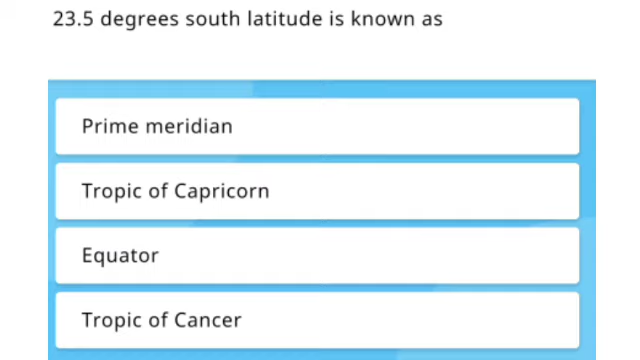 23.5 degrees south latitude is known as
Prime meridian
Tropic of Capricorn
Equator
Tropic of Cancer